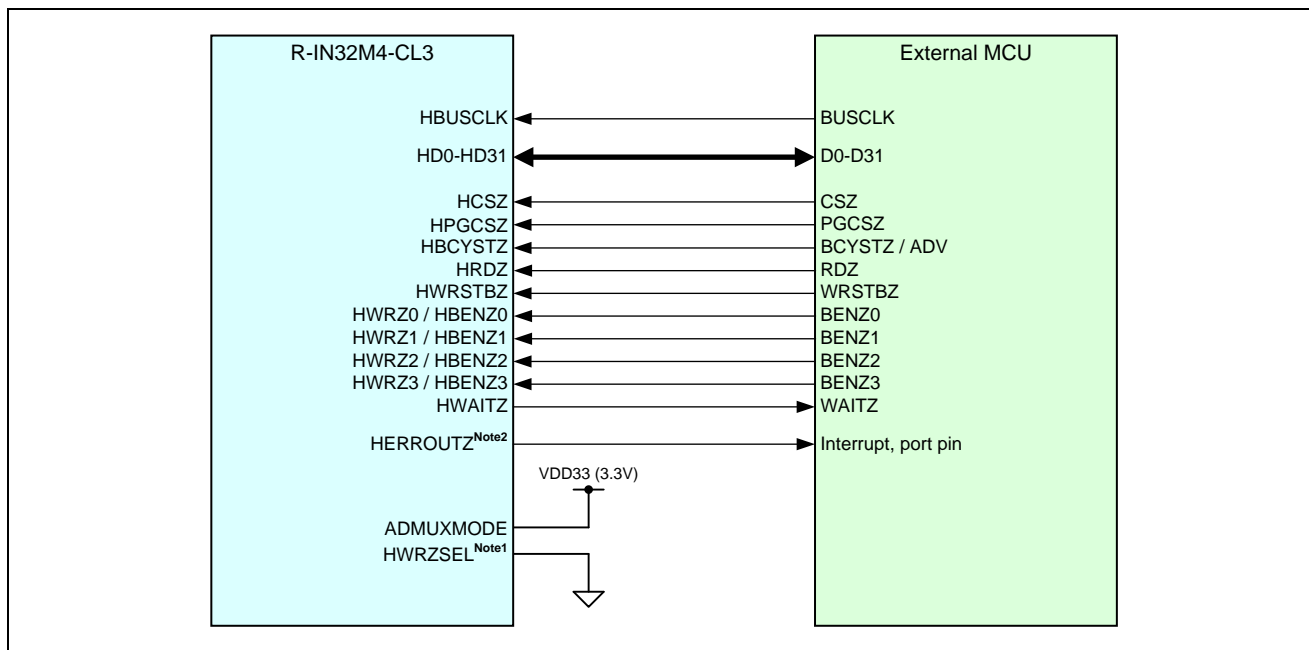 R-IN32M4-CL3 External MCU
HBUSCLK BUSCLK
HD0-HD31 D0-D31
HCSZ CSZ
HPGCSZ PGCSZ
HBCYSTZ BCYSTZ / ADV
HRDZ RDZ
HWRSTBZ WRSTBZ
HWRZ0 / HBENZ0 BENZ0
HWRZ1 / HBENZ1 BENZ1
HWRZ2 / HBENZ2 BENZ2
HWRZ3 / HBENZ3 BENZ3
HWAITZ WAITZ
HERROUTZNote2 Interrupt, port pin
VDD33 (3.3V)
ADMUXMODE
HWRZSELNote1